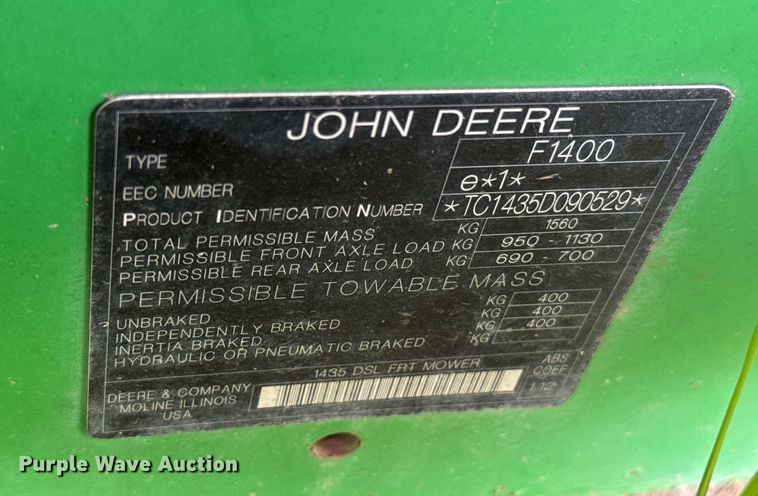 JOHN DEERE
TYPE F1400
EEC NUMBER e*1*
PRODUCT IDENTIFICATION NUMBER *TC1435D090529*
TOTAL PERMISSIBLE MASS KG 1560
PERMISSIBLE FRONT AXLE LOAD KG 950 - 1130
PERMISSIBLE REAR AXLE LOAD KG 690 - 700
PERMISSIBLE TOWABLE MASS
UNBRAKED KG 400
INDEPENDENTLY BRAKED KG 400
INERTIA BRAKED KG 400
HYDRAULIC OR PNEUMATIC BRAKED KG -
1435 DSL FRT MOWER ABS
COEF
DEERE & COMPANY 1.12
MOLINE ILLINOIS
USA
Purple Wave Auction